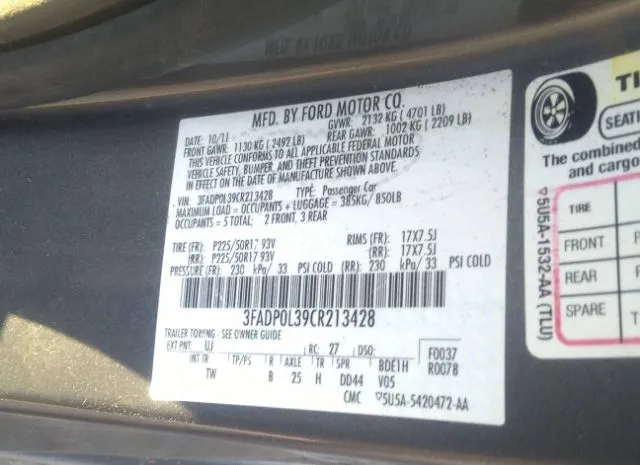 MFD. BY FORD MOTOR CO.
DATE: 10/11 GVWR: 2132 KG ( 4701 LB)
FRONT GAWR: 1130 KG ( 2492 LB) REAR GAWR: 1002 KG ( 2209 LB)
THIS VEHICLE CONFORMS TO ALL APPLICABLE FEDERAL MOTOR
VEHICLE SAFETY, BUMPER, AND THEFT PREVENTION STANDARDS
IN EFFECT ON THE DATE OF MANUFACTURE SHOWN ABOVE.
VIN: 3FADP0L39CR213428 TYPE: Passenger Car
MAXIMUM LOAD = OCCUPANTS + LUGGAGE = 385KG/ 850LB
OCCUPANTS = 5 TOTAL; 2 FRONT, 3 REAR
TIRE (FR): P225/50R17 93V RIMS (FR): 17X7.5J
(RR): P225/50R17 93V (RR): 17X7.5J
PRESSURE (FR): 230 kPa/ 33 PSI COLD (RR): 230 kPa/ 33 PSI COLD
3FADP0L39CR213428
TRAILER TOWING - SEE OWNER GUIDE
EXT PNT: UJ RC: 27 DSO: F0037
INT TR TP/PS R AXLE TR SPR BDE1H R0078
TW B 25 H DD44 V05
CMC 5U5A-5420472-AA
TI
SEATI
The combined
and cargo
TIRE
FRONT P
REAR P
SPARE T
5U5A-1532-AA (TLU)